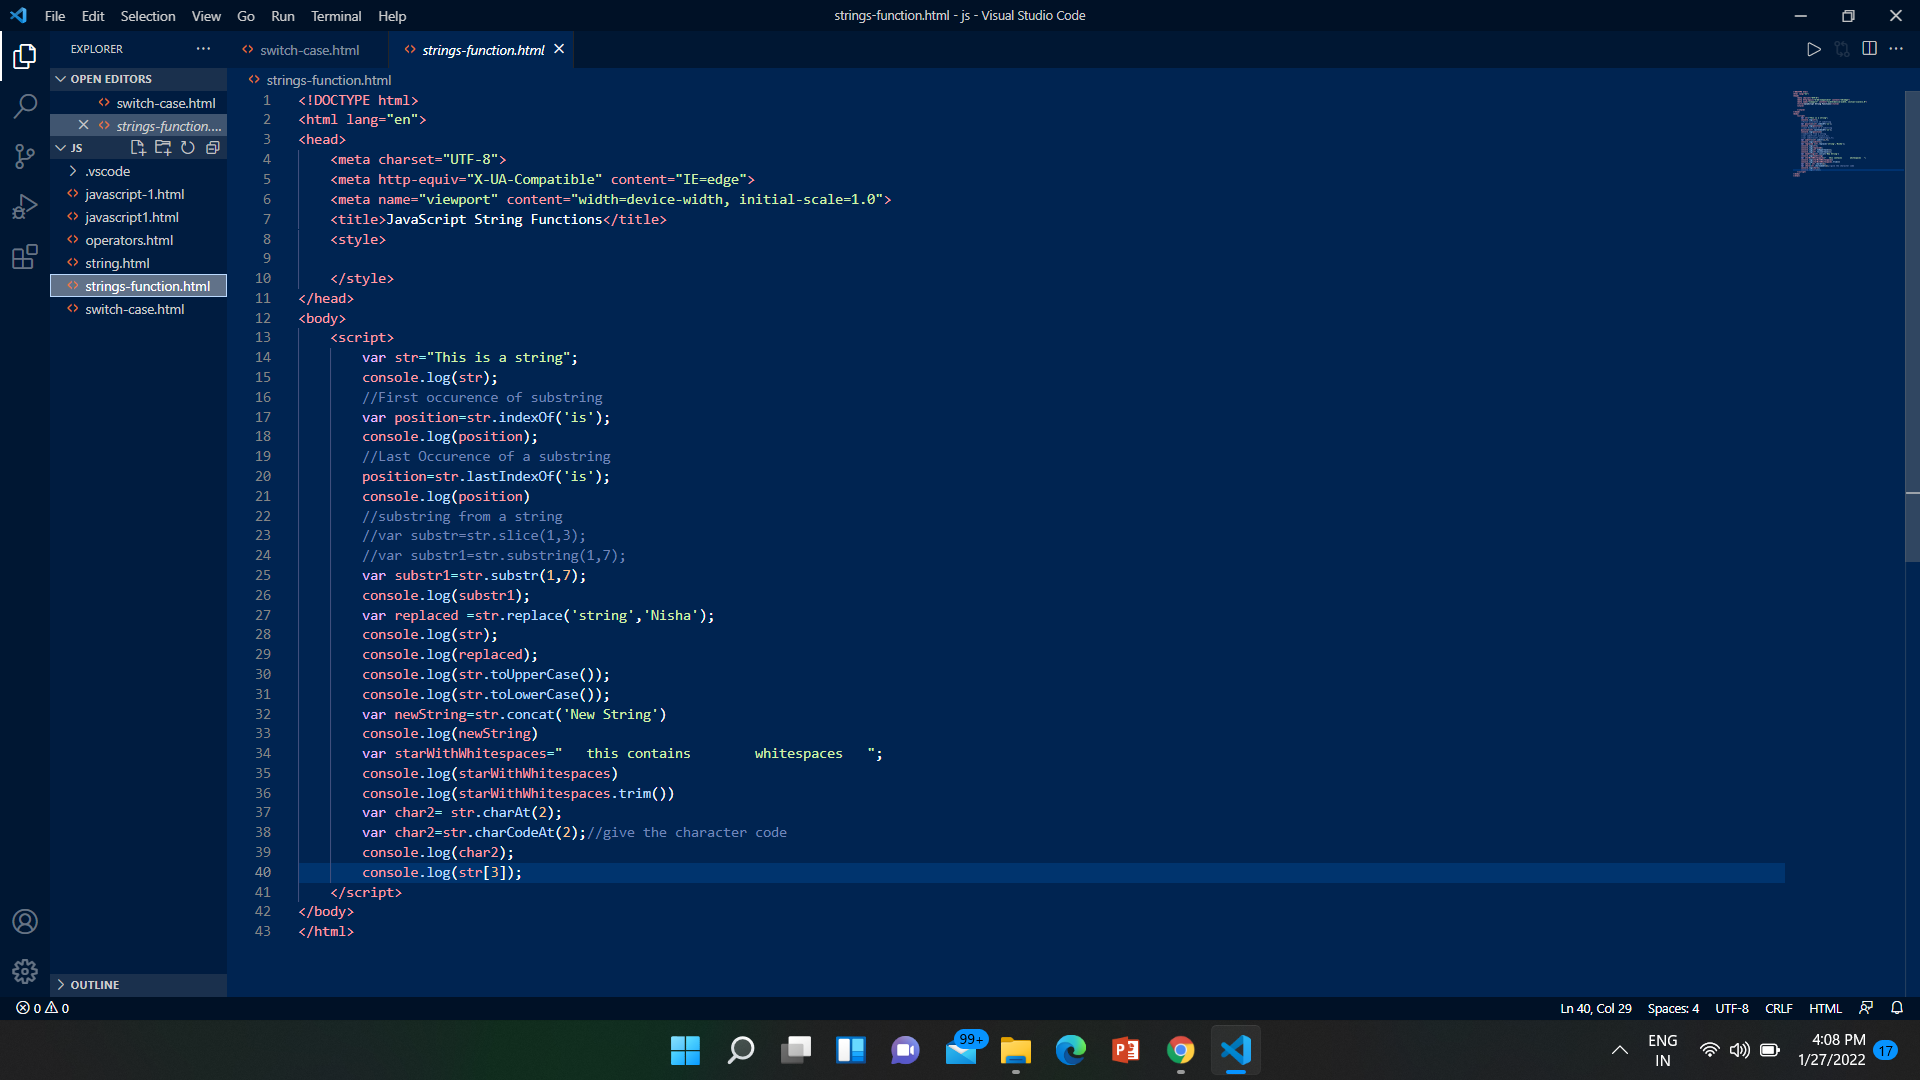 File Edit Selection View Go Run Terminal Help
strings-function.html - js - Visual Studio Code
EXPLORER
switch-case.html
strings-function.html
OPEN EDITORS
switch-case.html
strings-function....
JS
.vscode
javascript-1.html
javascript1.html
operators.html
string.html
strings-function.html
switch-case.html
OUTLINE
strings-function.html
1 <!DOCTYPE html>
2 <html lang="en">
3 <head>
4 <meta charset="UTF-8">
5 <meta http-equiv="X-UA-Compatible" content="IE=edge">
6 <meta name="viewport" content="width=device-width, initial-scale=1.0">
7 <title>JavaScript String Functions</title>
8 <style>
9
10 </style>
11 </head>
12 <body>
13 <script>
14 var str="This is a string";
15 console.log(str);
16 //First occurence of substring
17 var position=str.indexOf('is');
18 console.log(position);
19 //Last Occurence of a substring
20 position=str.lastIndexOf('is');
21 console.log(position)
22 //substring from a string
23 //var substr=str.slice(1,3);
24 //var substr1=str.substring(1,7);
25 var substr1=str.substr(1,7);
26 console.log(substr1);
27 var replaced =str.replace('string','Nisha');
28 console.log(str);
29 console.log(replaced);
30 console.log(str.toUpperCase());
31 console.log(str.toLowerCase());
32 var newString=str.concat('New String')
33 console.log(newString)
34 var starWithWhitespaces="   this contains        whitespaces   ";
35 console.log(starWithWhitespaces)
36 console.log(starWithWhitespaces.trim())
37 var char2= str.charAt(2);
38 var char2=str.charCodeAt(2);//give the character code
39 console.log(char2);
40 console.log(str[3]);
41 </script>
42 </body>
43 </html>
0 0
Ln 40, Col 29 Spaces: 4 UTF-8 CRLF HTML
99+
ENG
IN
4:08 PM
1/27/2022
17